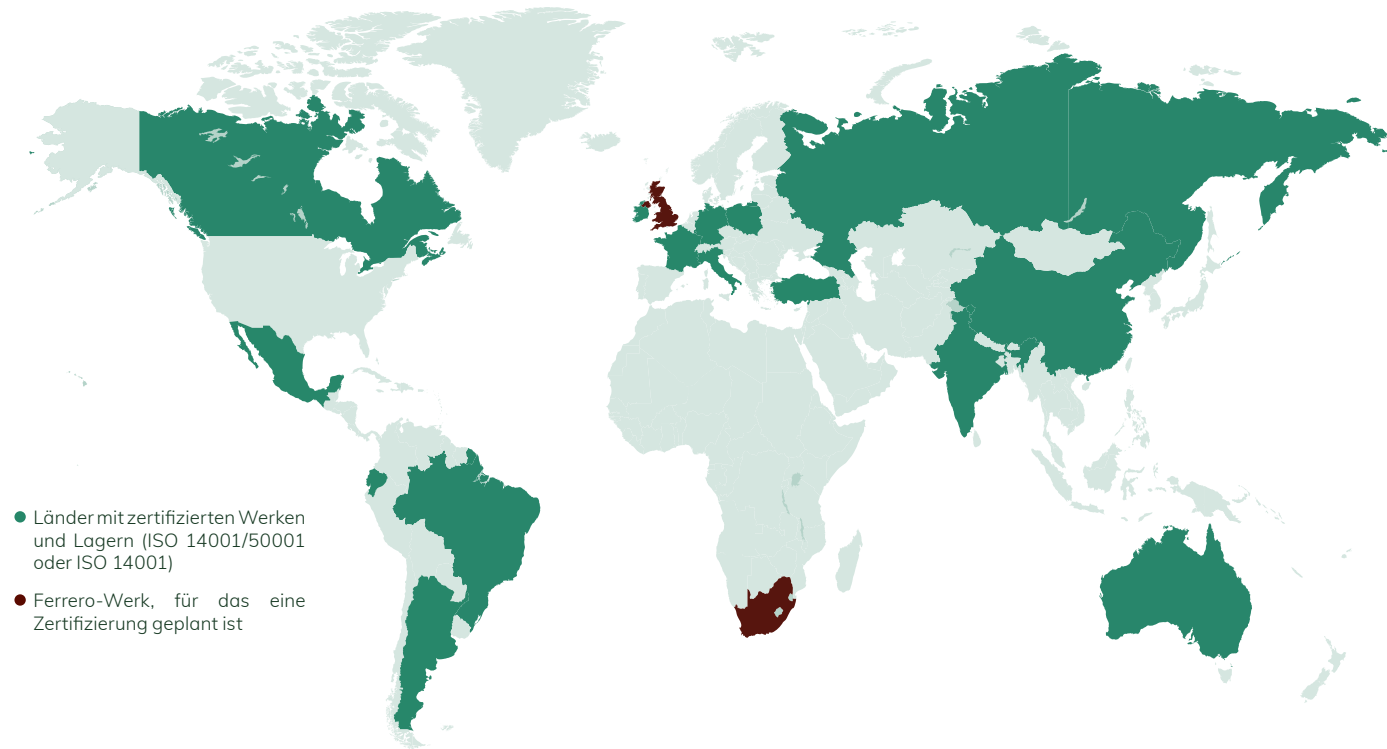 Länder mit zertifizierten Werken
und Lagern (ISO 14001/50001
oder ISO 14001)
Ferrero-Werk, für das eine
Zertifizierung geplant ist